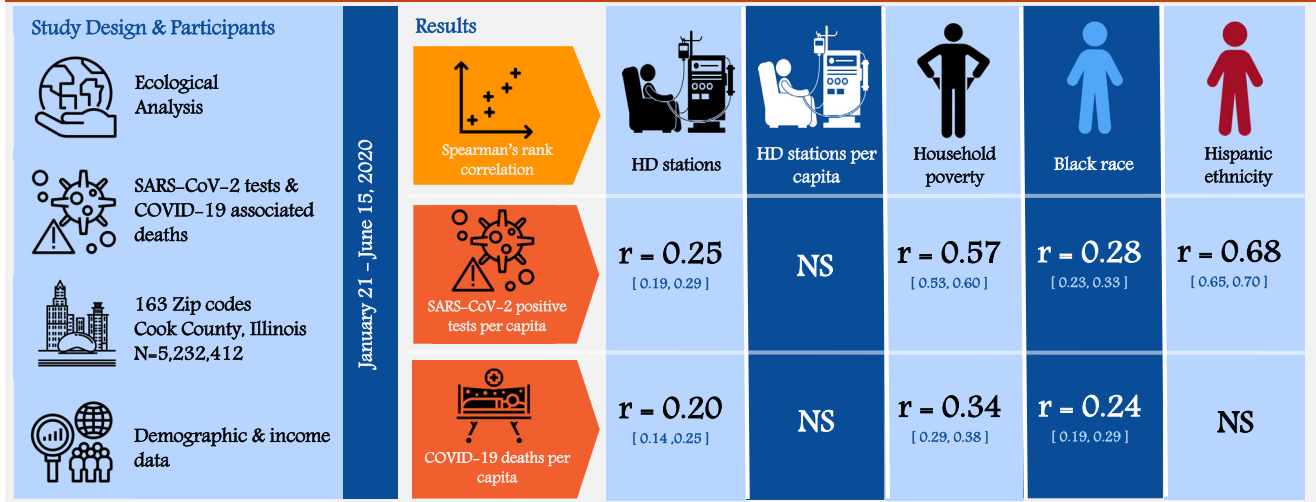 Study Design & Participants
Ecological
Analysis
SARS-CoV-2 tests &
COVID-19 associated
deaths
163 Zip codes
Cook County, Illinois
N=5,232,412
Demographic & income
data
January 21 – June 15, 2020
Results
Spearman's rank
correlation
HD stations
HD stations per
capita
Household
poverty
Black race
Hispanic
ethnicity
SARS-CoV-2 positive
tests per capita
r = 0.25
[ 0.19, 0.29 ]
NS
r = 0.57
[ 0.53, 0.60 ]
r = 0.28
[ 0.23, 0.33 ]
r = 0.68
[ 0.65, 0.70 ]
COVID-19 deaths per
capita
r = 0.20
[ 0.14 ,0.25 ]
NS
r = 0.34
[ 0.29, 0.38 ]
r = 0.24
[ 0.19, 0.29 ]
NS